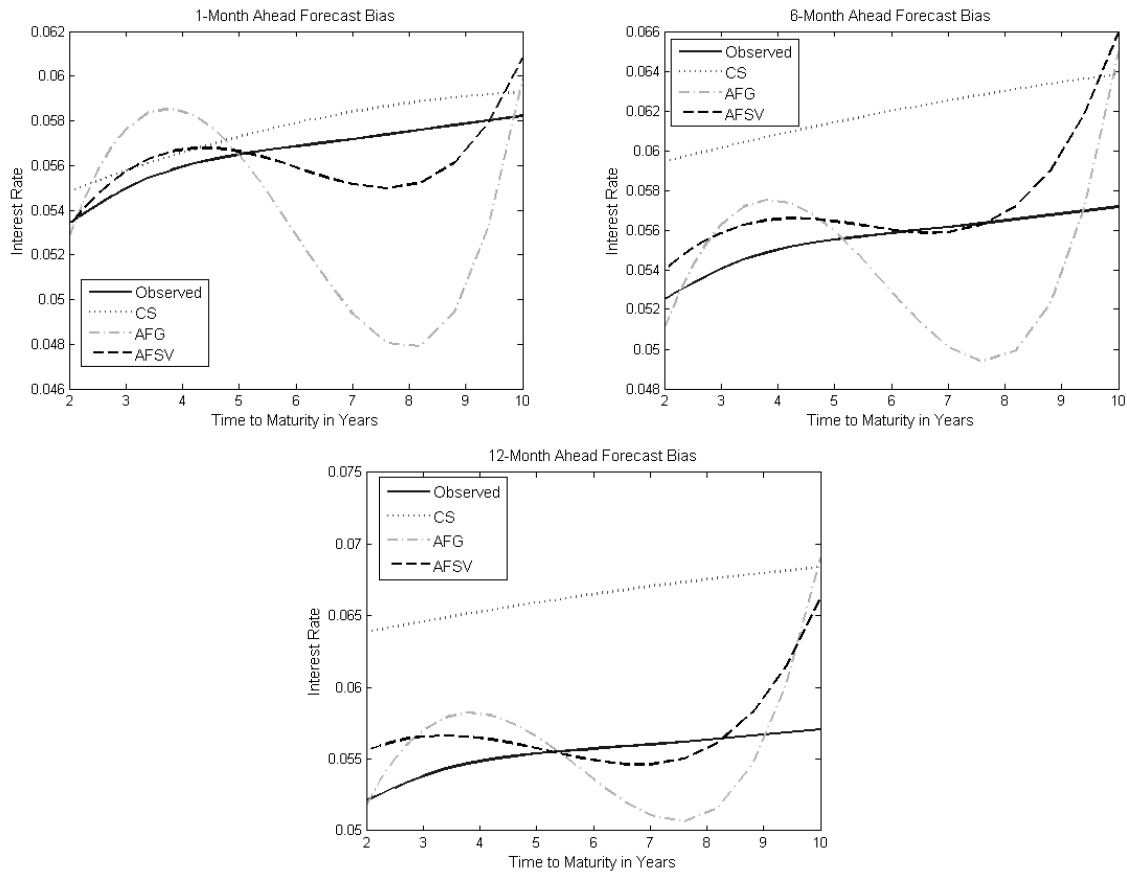 1-Month Ahead Forecast Bias
0.062
0.06
0.058
0.056
0.054
0.052
0.05
0.048
0.046
Interest Rate
Observed
CS
AFG
AFSV
2 3 4 5 6 7 8 9 10
Time to Maturity in Years
6-Month Ahead Forecast Bias
0.066
0.064
0.062
0.06
0.058
0.056
0.054
0.052
0.05
0.048
Interest Rate
Observed
CS
AFG
AFSV
2 3 4 5 6 7 8 9 10
Time to Maturity in Years
12-Month Ahead Forecast Bias
0.075
0.07
0.065
0.06
0.055
0.05
Interest Rate
Observed
CS
AFG
AFSV
2 3 4 5 6 7 8 9 10
Time to Maturity in Years